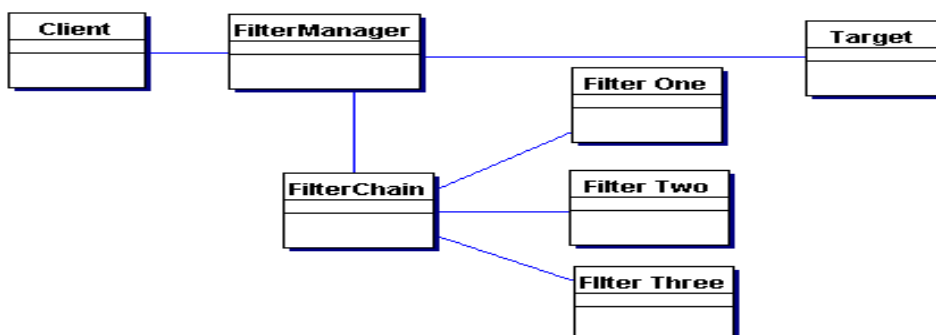 Client
FilterManager
Target
Filter One
FilterChain
Filter Two
FIlter Three